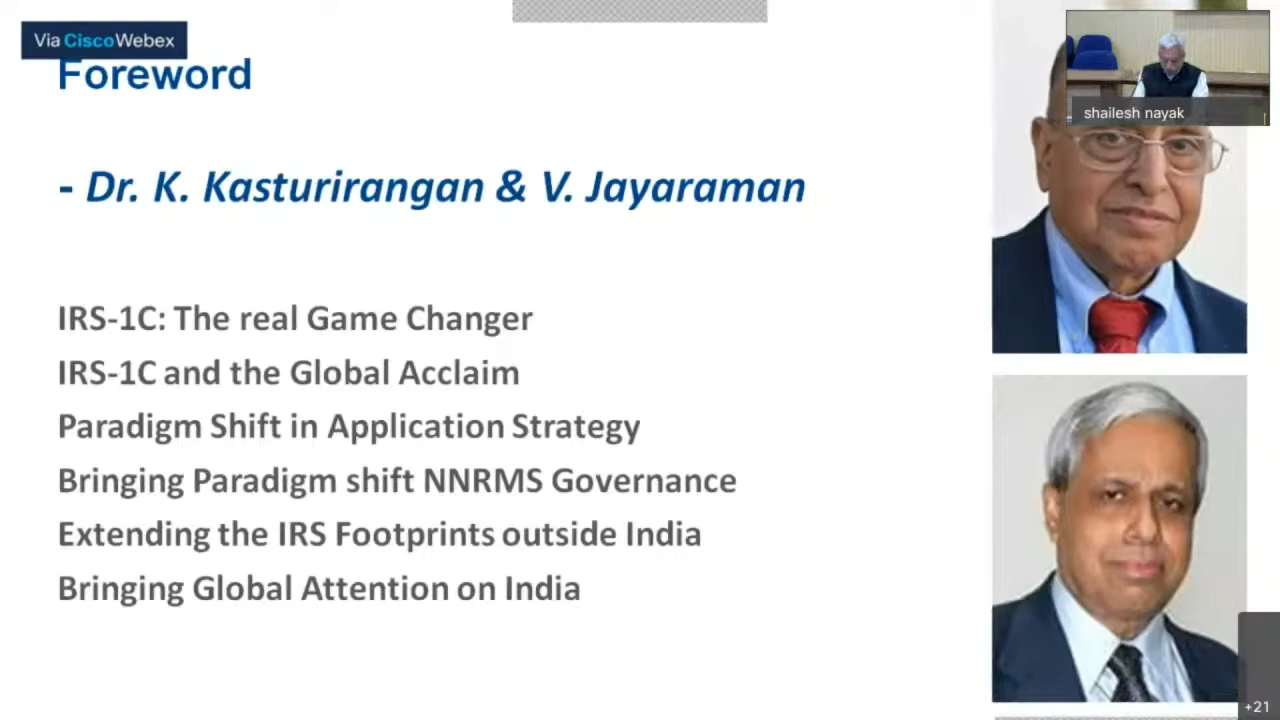 Via CiscoWebex
Foreword
- Dr. K. Kasturirangan & V. Jayaraman
IRS-1C: The real Game Changer
IRS-1C and the Global Acclaim
Paradigm Shift in Application Strategy
Bringing Paradigm shift NNRMS Governance
Extending the IRS Footprints outside India
Bringing Global Attention on India
shailesh nayak
+21